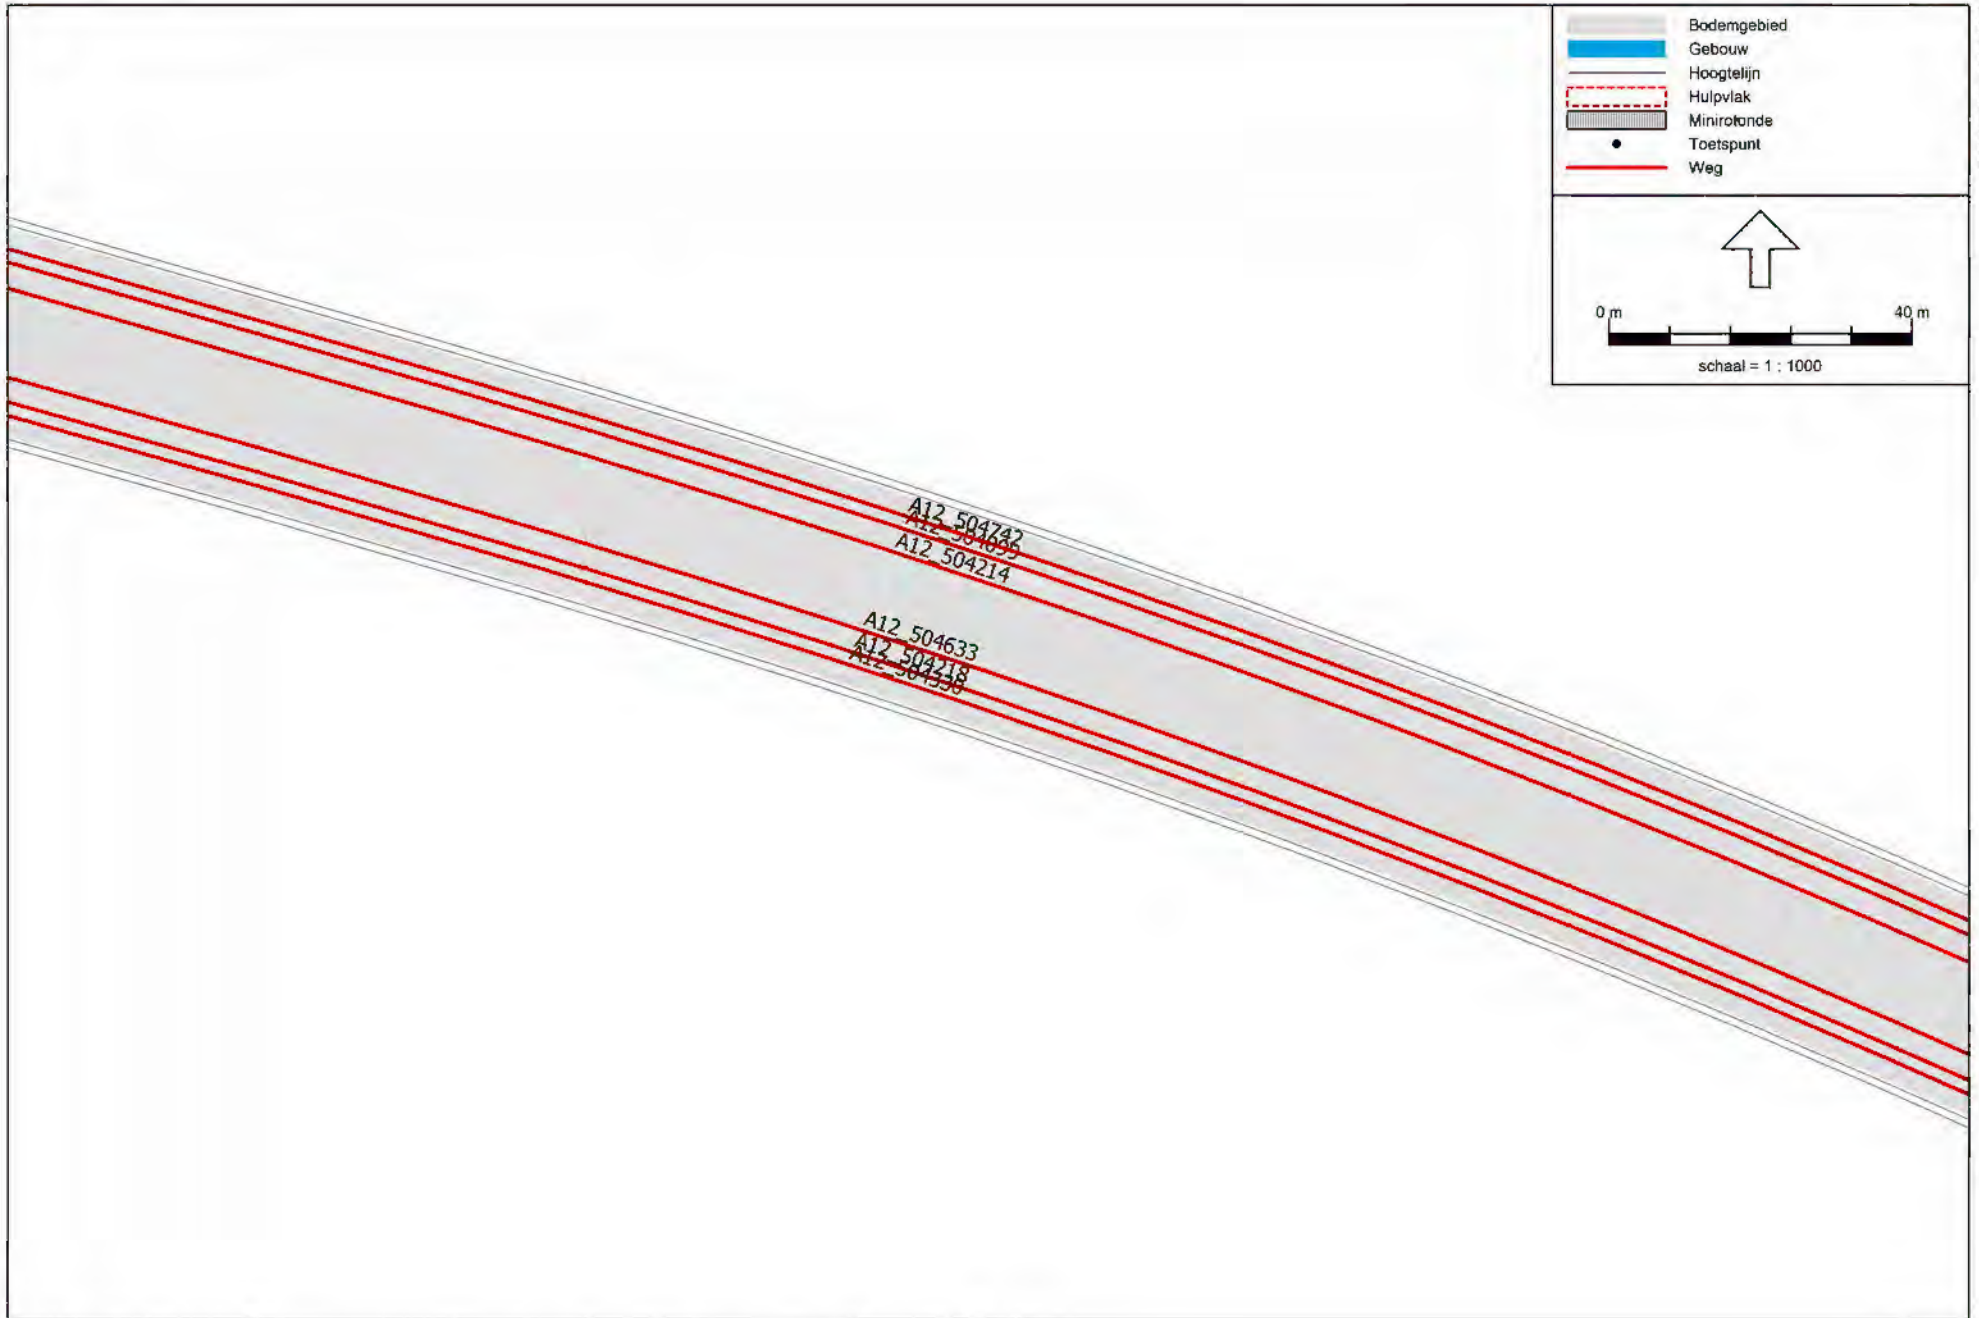 Bodemgebied
Gebouw
Hoogtelijn
Hulpvlak
Minirotonde
Toetspunt
Weg
0 m 40 m
schaal = 1 : 1000
A12_504742
A12_504214
A12_504633
A12_504218